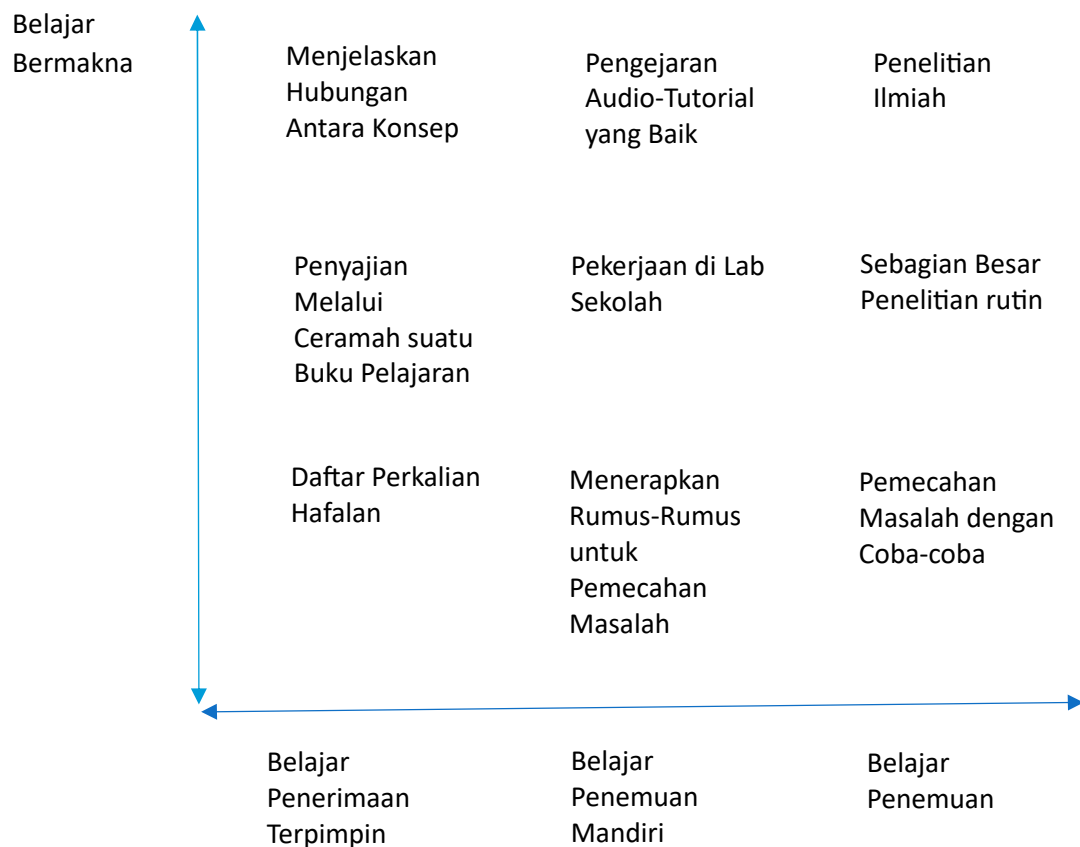 Belajar
Bermakna
Menjelaskan
Hubungan
Antara Konsep
Pengejaran
Audio-Tutorial
yang Baik
Penelitian
Ilmiah
Penyajian
Melalui
Ceramah suatu
Buku Pelajaran
Pekerjaan di Lab
Sekolah
Sebagian Besar
Penelitian rutin
Daftar Perkalian
Hafalan
Menerapkan
Rumus-Rumus
untuk
Pemecahan
Masalah
Pemecahan
Masalah dengan
Coba-coba
Belajar
Penerimaan
Terpimpin
Belajar
Penemuan
Mandiri
Belajar
Penemuan